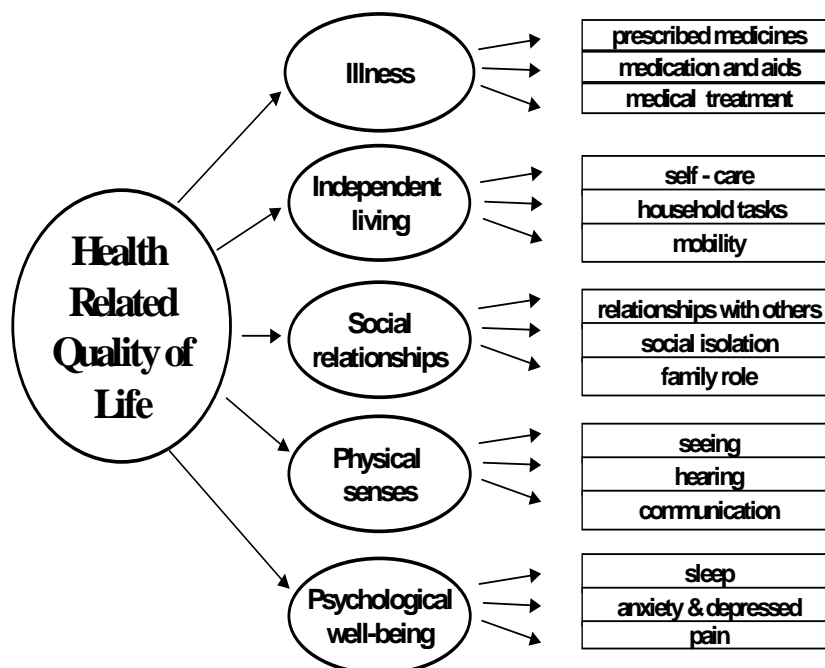 Health
Related
Quality of
Life
Illness
prescribed medicines
medication and aids
medical treatment
Independent
living
self - care
household tasks
mobility
Social
relationships
relationships with others
social isolation
family role
Physical
senses
seeing
hearing
communication
Psychological
well-being
sleep
anxiety & depressed
pain